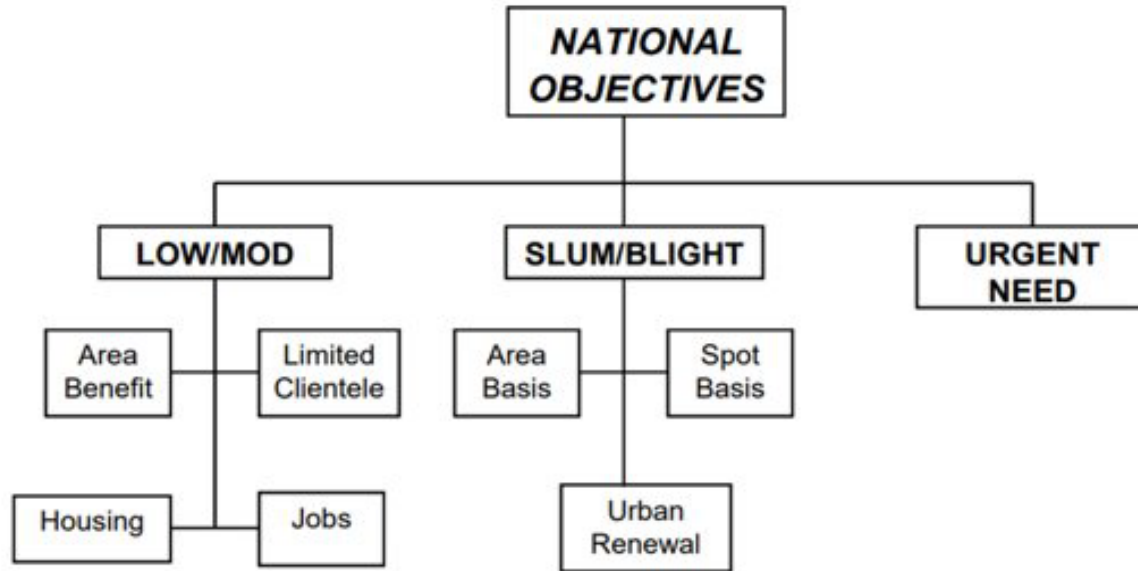 NATIONAL
OBJECTIVES
LOW/MOD
SLUM/BLIGHT
URGENT
NEED
Area
Benefit
Limited
Clientele
Area
Basis
Spot
Basis
Housing
Jobs
Urban
Renewal